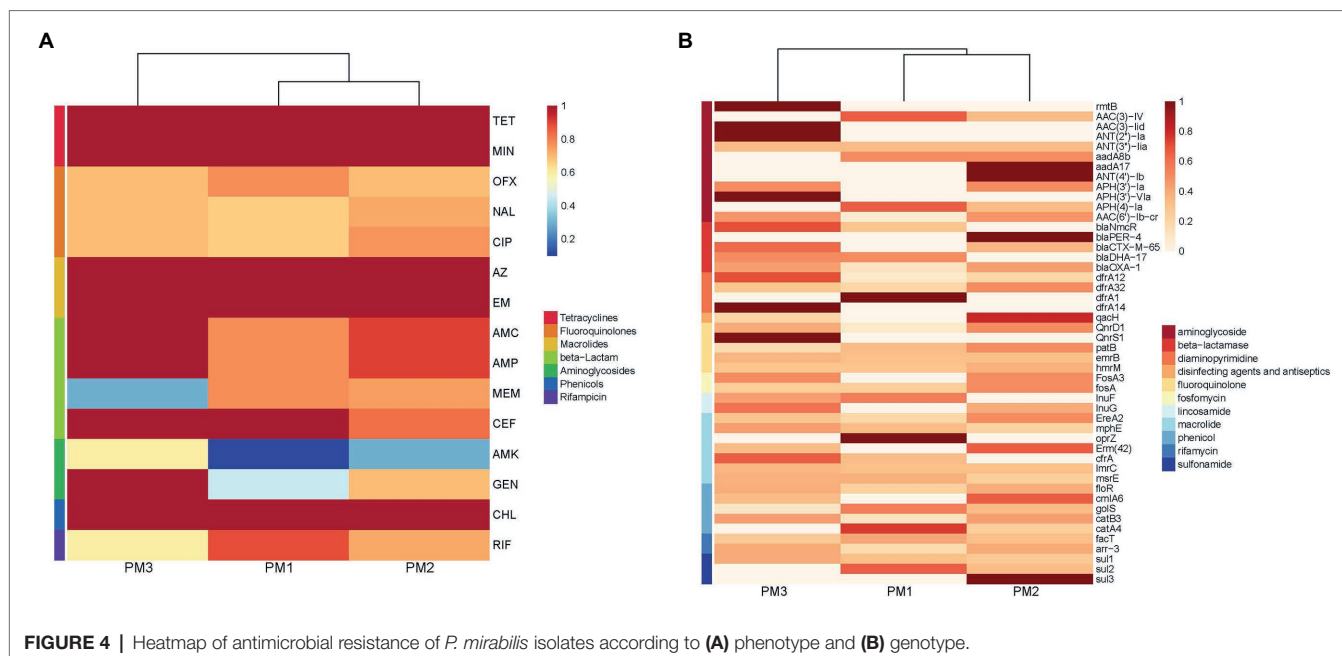 A
1
0.8
0.6
0.4
0.2
TET
MIN
OFX
NAL
CIP
AZ
EM
AMC
AMP
MEM
CEF
AMK
GEN
CHL
RIF
Tetracyclines
Fluoroquinolones
Macrolides
beta-Lactam
Aminoglycosides
Phenicols
Rifampicin
PM3 PM1 PM2
B
rmtB
AAC(3)-IV
AAC(3)-Iid
ANT(2")-Ia
ANT(3")-Iia
aadA8b
aadA17
ANT(4')-Ib
APH(3')-Ia
APH(3')-VIa
APH(4)-Ia
AAC(6')-Ib-cr
blaNmcR
blaPER-4
blaCTX-M-65
blaDHA-17
blaOXA-1
dfrA12
dfrA32
dfrA1
dfrA14
qacH
QnrD1
QnrS1
patB
emrB
hmrM
FosA3
fosA
lnuF
lnuG
EreA2
mphE
oprZ
Erm(42)
cfrA
lmrC
msrE
floR
cmlA6
golS
catB3
catA4
facT
arr-3
sul1
sul2
sul3
1
0.8
0.6
0.4
0.2
0
aminoglycoside
beta-lactamase
diaminopyrimidine
disinfecting agents and antiseptics
fluoroquinolone
fosfomycin
lincosamide
macrolide
phenicol
rifamycin
sulfonamide
PM3 PM1 PM2
FIGURE 4 | Heatmap of antimicrobial resistance of P. mirabilis isolates according to (A) phenotype and (B) genotype.